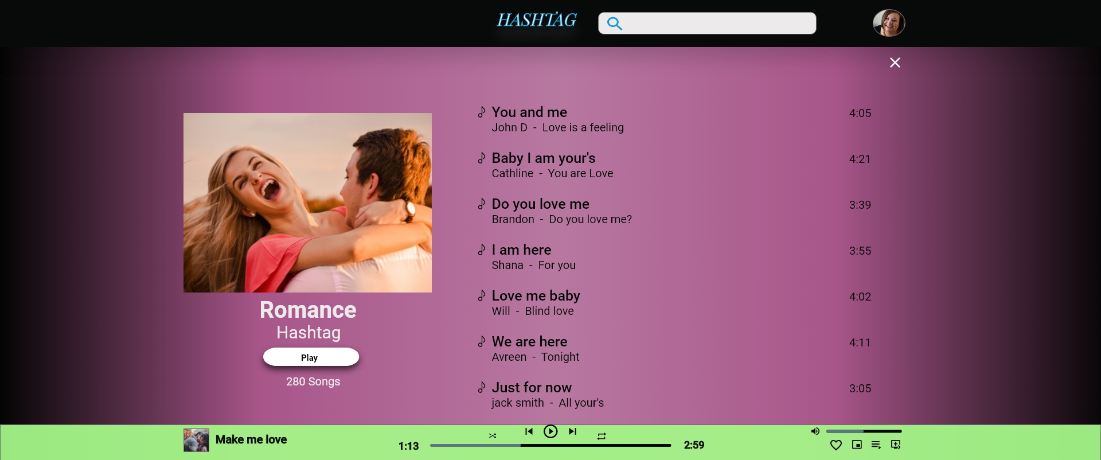 HASHTAG
You and me
John D - Love is a feeling
4:05
Baby I am your's
Cathline - You are Love
4:21
Do you love me
Brandon - Do you love me?
3:39
I am here
Shana - For you
3:55
Love me baby
Will - Blind love
4:02
We are here
Avreen - Tonight
4:11
Just for now
jack smith - All your's
3:05
Romance
Hashtag
Play
280 Songs
Make me love
1:13
2:59